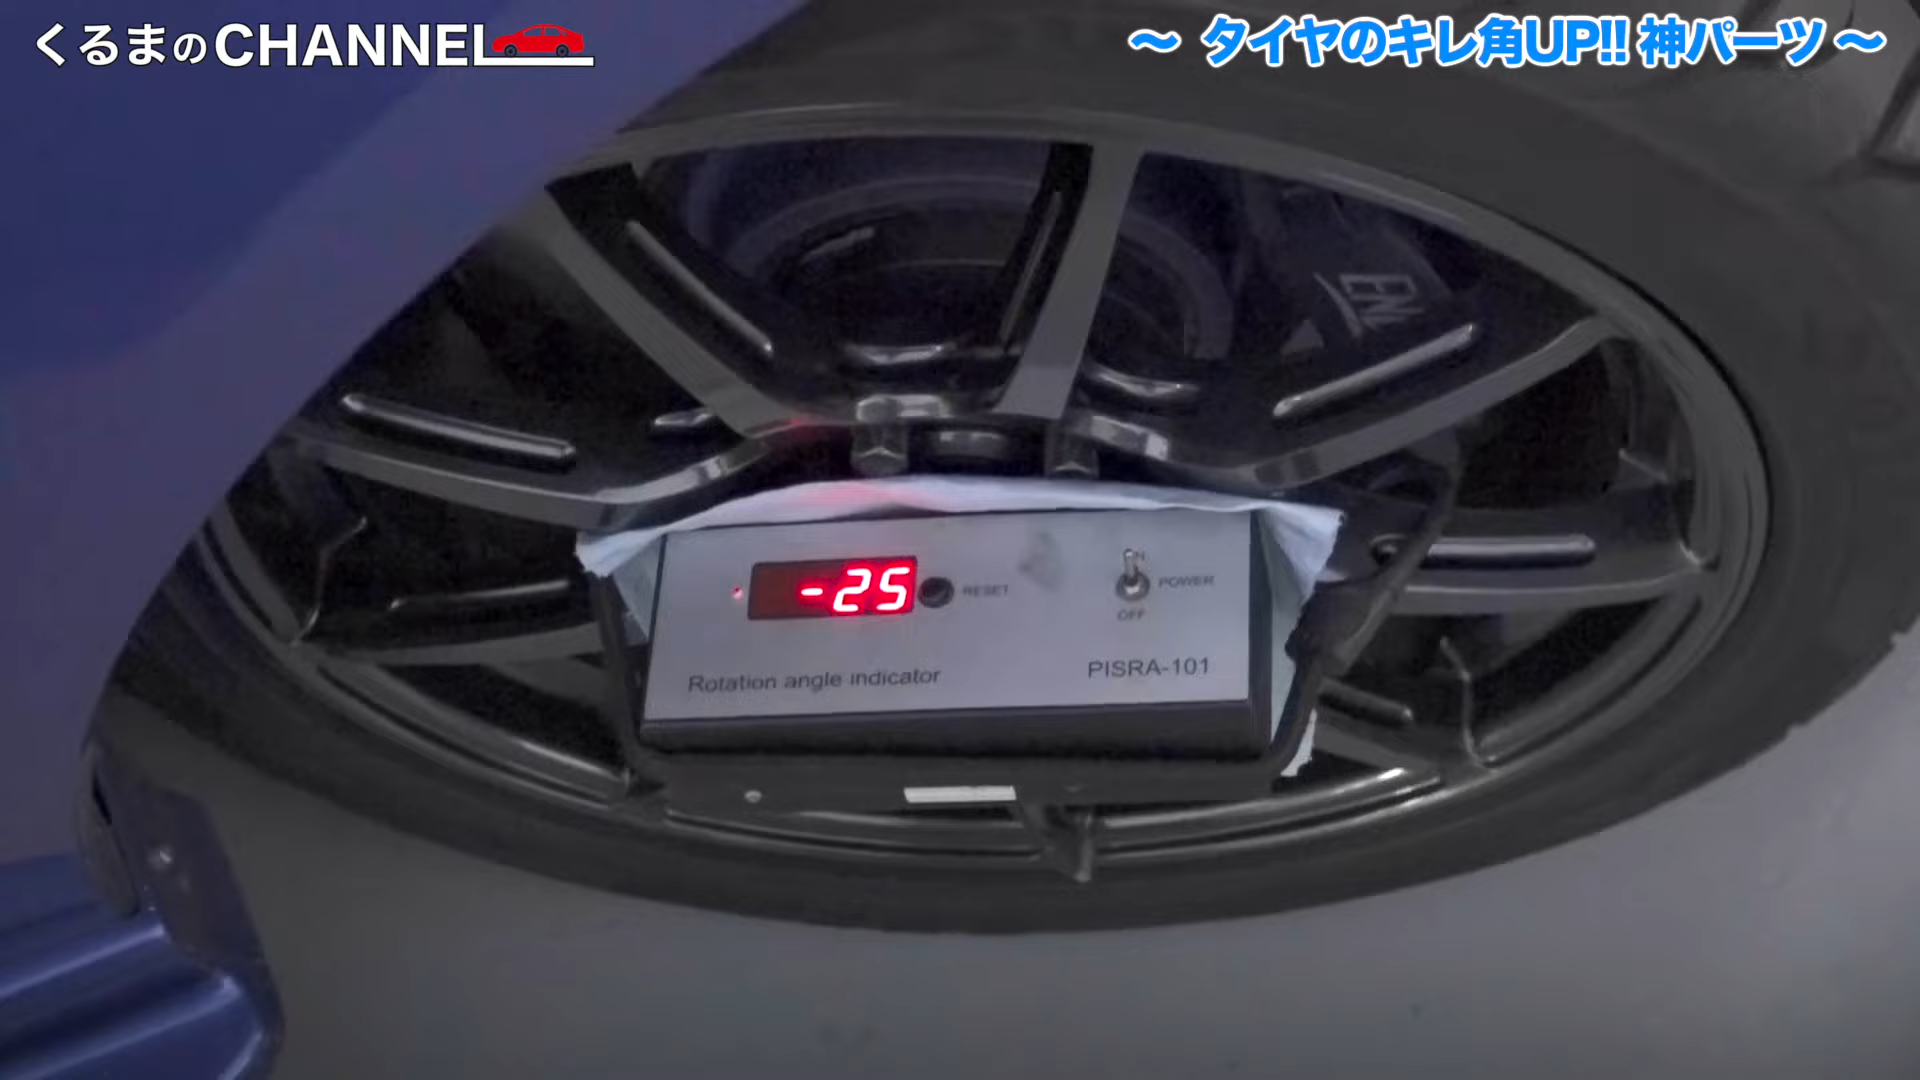 くるまのCHANNEL
～ タイヤのキレ角UP!! 神パーツ ～
-25
RESET
ON
POWER
OFF
Rotation angle indicator
PISRA-101